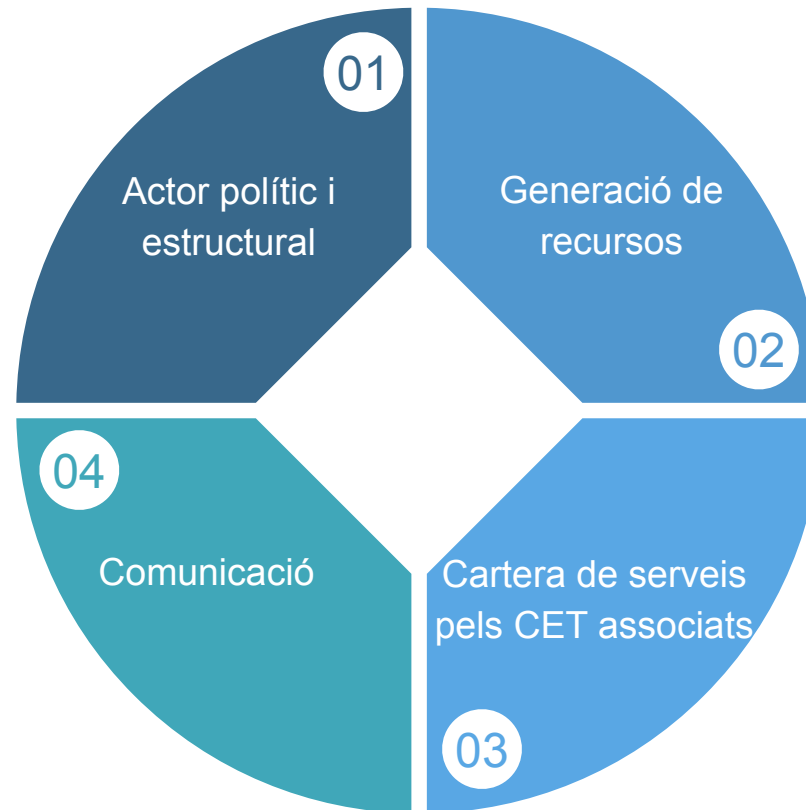 01
Actor polític i
estructural
Generació de
recursos
02
Cartera de serveis
pels CET associats
03
04
Comunicació